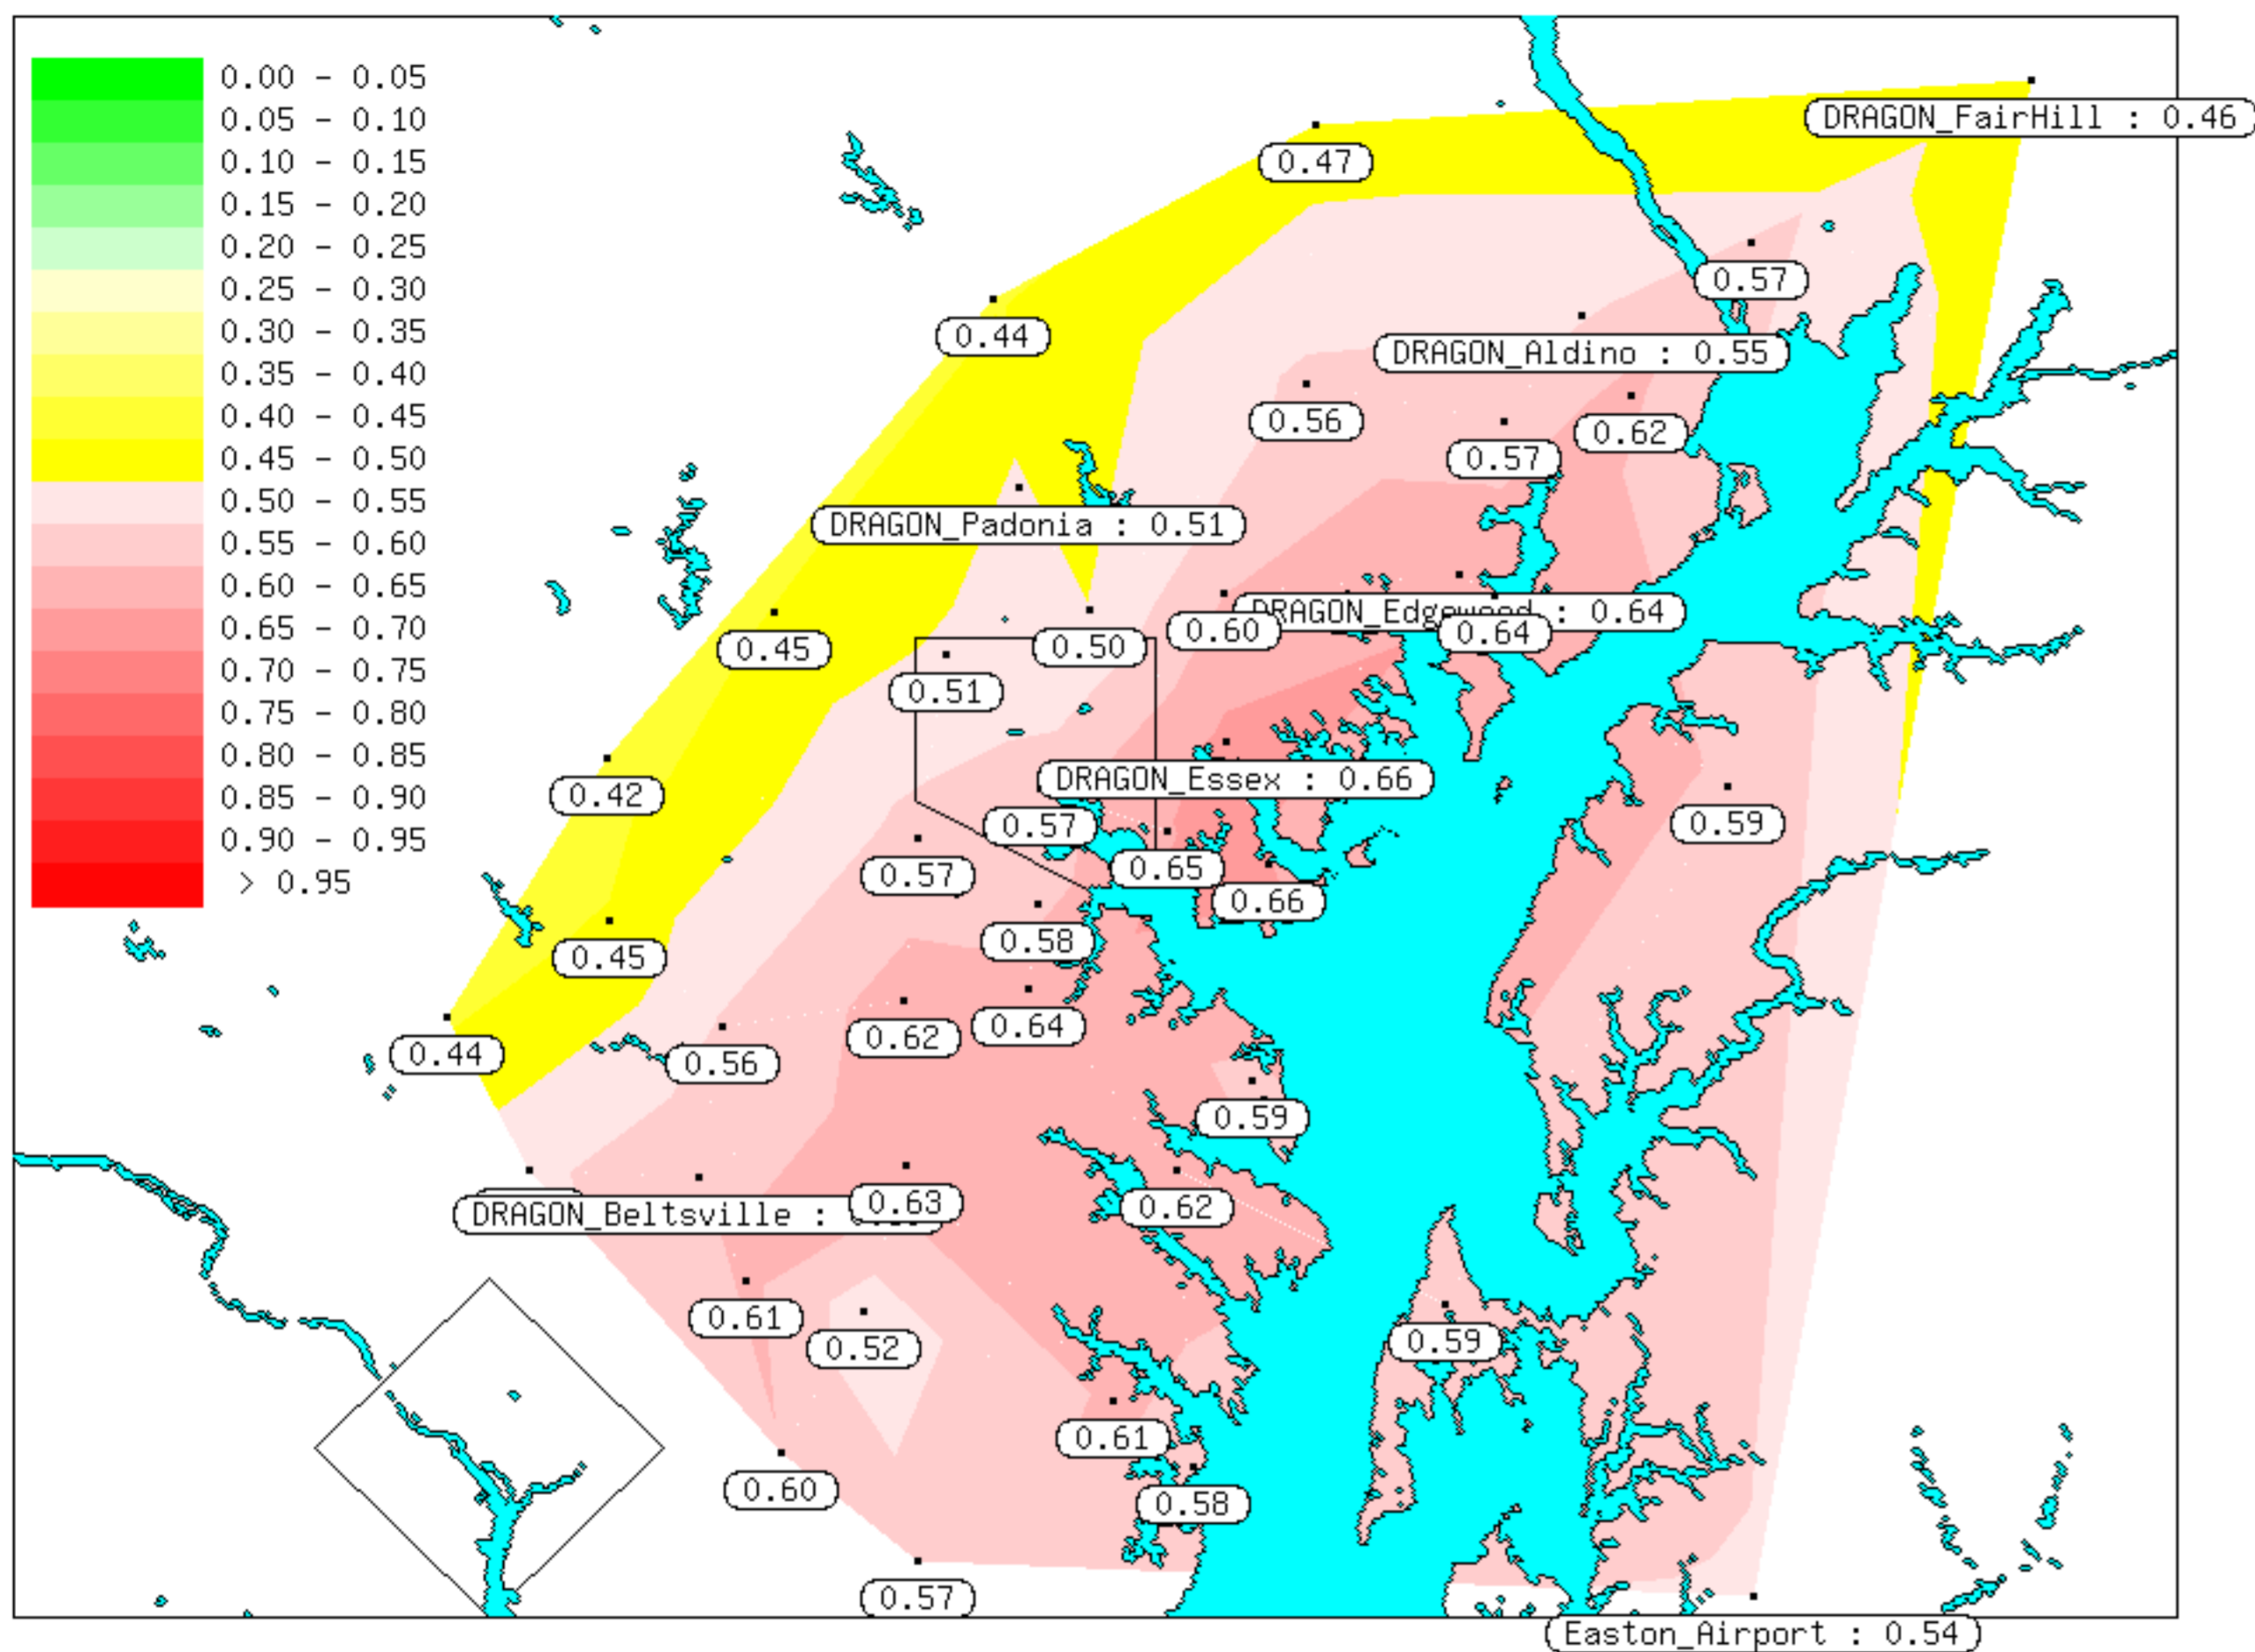 0.00 - 0.05
0.05 - 0.10
0.10 - 0.15
0.15 - 0.20
0.20 - 0.25
0.25 - 0.30
0.30 - 0.35
0.35 - 0.40
0.40 - 0.45
0.45 - 0.50
0.50 - 0.55
0.55 - 0.60
0.60 - 0.65
0.65 - 0.70
0.70 - 0.75
0.75 - 0.80
0.80 - 0.85
0.85 - 0.90
0.90 - 0.95
> 0.95
DRAGON_FairHill : 0.46
0.47
0.57
0.44
DRAGON_Aldino : 0.55
0.56
0.62
0.57
DRAGON_Padonia : 0.51
DRAGON_Edgewood : 0.64
0.60
0.64
0.45
0.50
0.51
DRAGON_Essex : 0.66
0.42
0.57
0.59
0.65
0.57
0.66
0.58
0.45
0.64
0.62
0.44
0.56
0.59
0.63
0.62
DRAGON_Beltsville :
0.61
0.59
0.52
0.61
0.60
0.58
0.57
Easton_Airport : 0.54